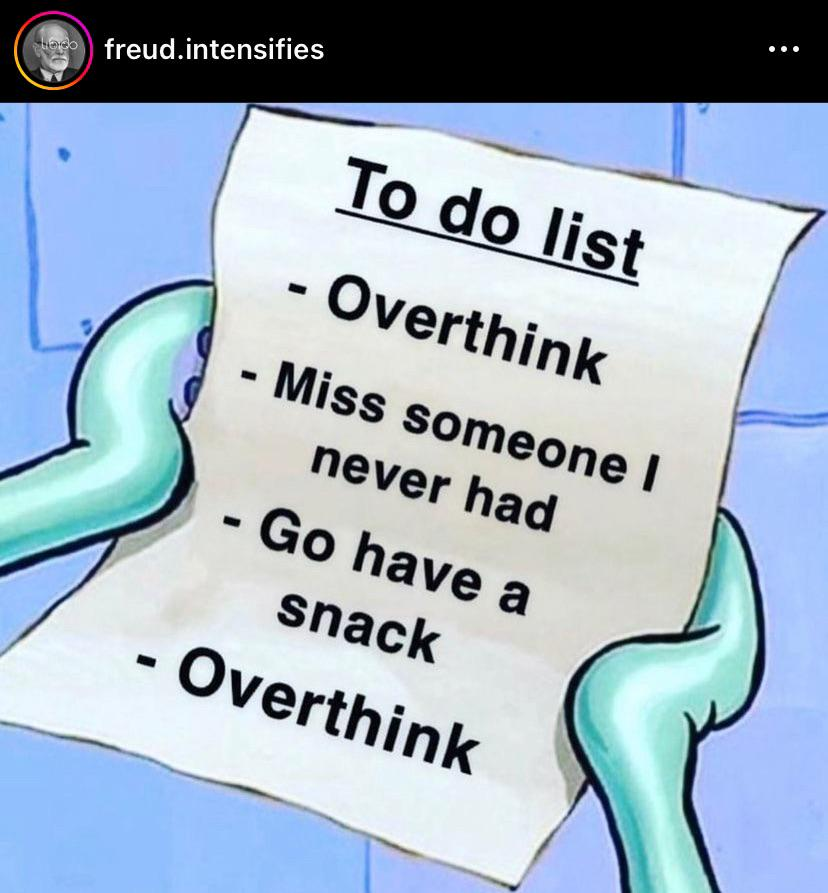 freud.intensifies
To do list
- Overthink
- Miss someone I
never had
- Go have a
snack
- Overthink